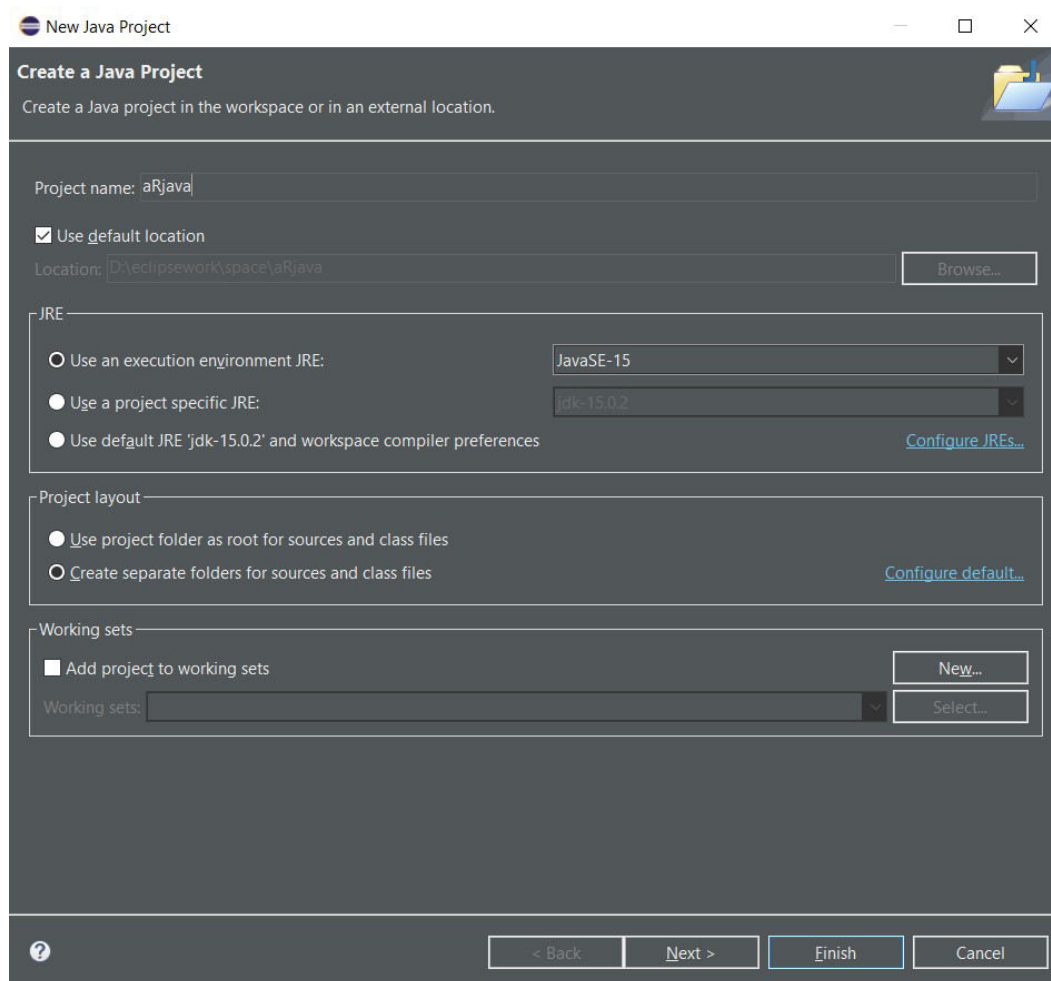 New Java Project
Create a Java Project
Create a Java project in the workspace or in an external location.
Project name: aRjava
Use default location
Location: D:\eclipsework\space\aRjava Browse...
JRE
Use an execution environment JRE: JavaSE-15
Use a project specific JRE: jdk-15.0.2
Use default JRE 'jdk-15.0.2' and workspace compiler preferences Configure JREs...
Project layout
Use project folder as root for sources and class files
Create separate folders for sources and class files Configure default...
Working sets
Add project to working sets New...
Working sets: Select...
? < Back Next > Finish Cancel